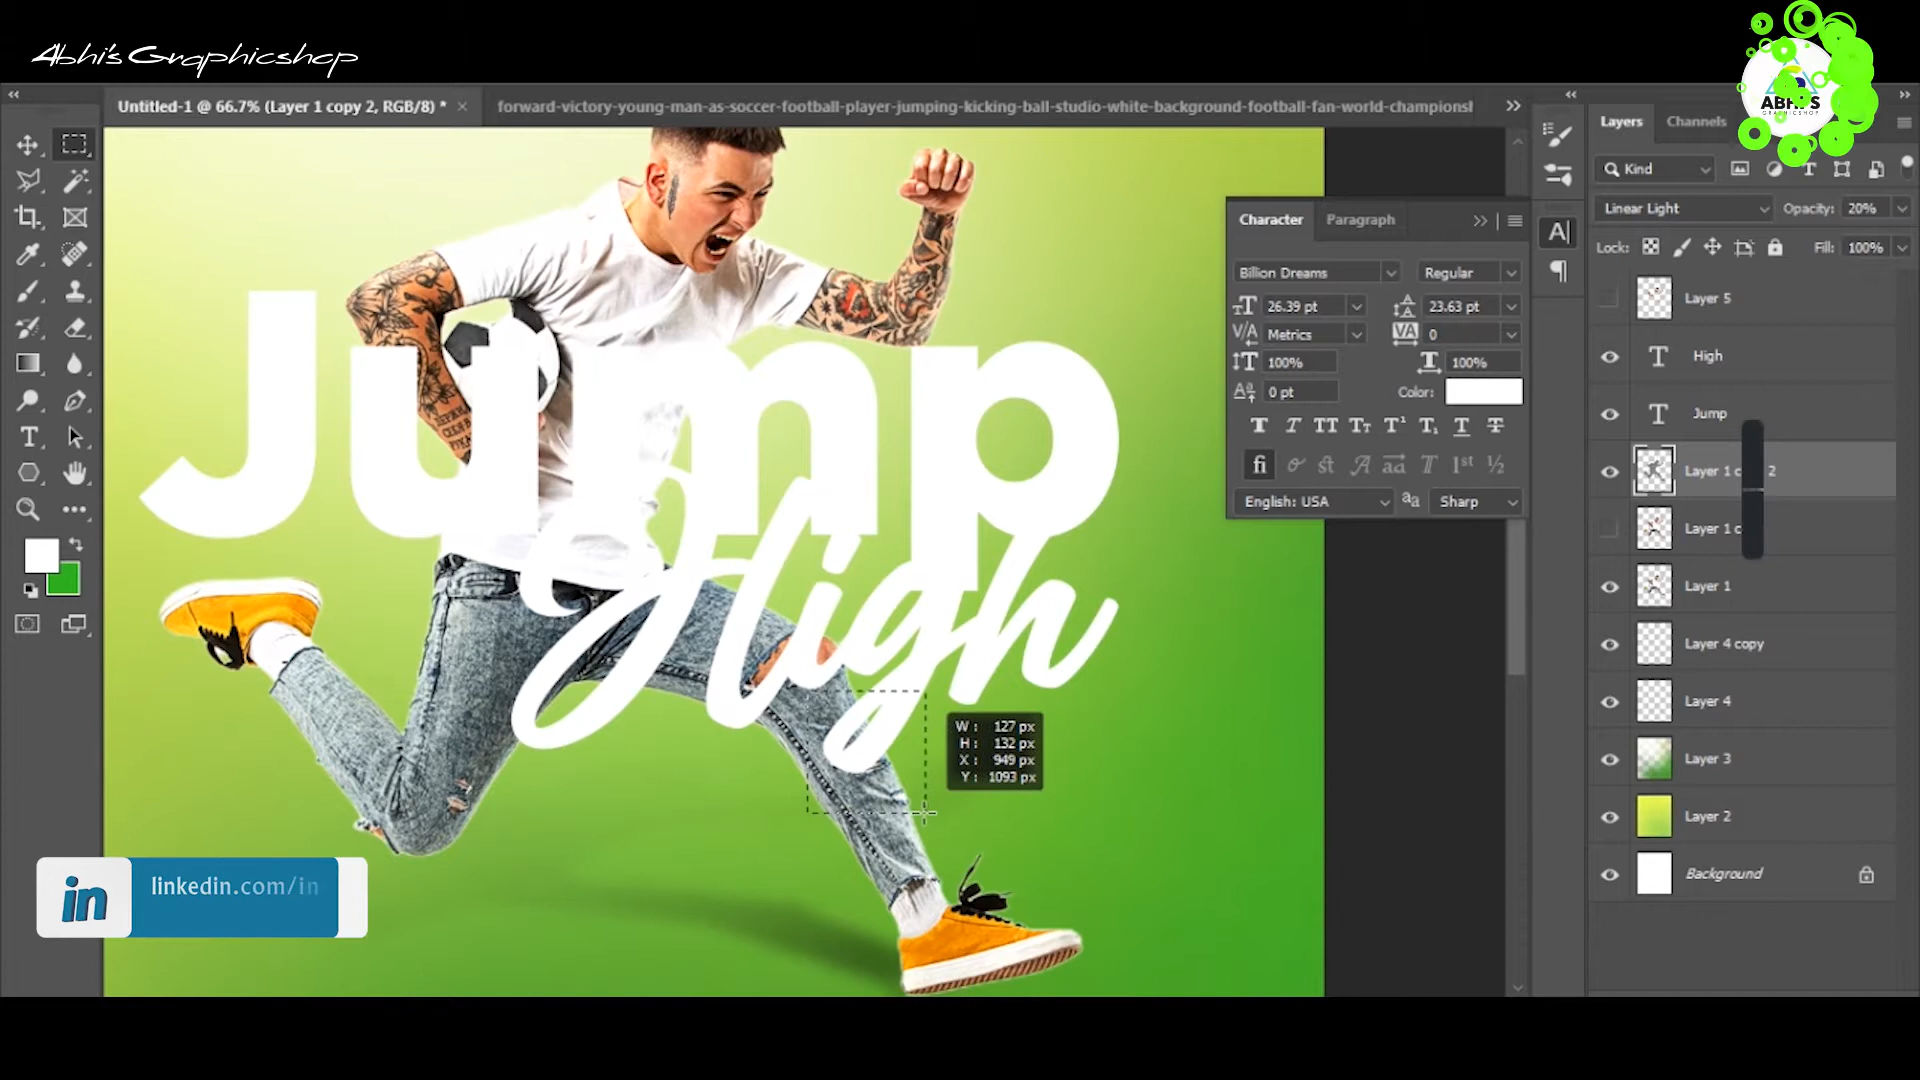 Abhi's Graphicshop
ABHI'S
GRAPHICSHOP
Untitled-1 @ 66.7% (Layer 1 copy 2, RGB/8) *
forward-victory-young-man-as-soccer-football-player-jumping-kicking-ball-studio-white-background-football-fan-world-championsl
Layers
Channels
Kind
Linear Light
Opacity: 20%
Lock:
Fill: 100%
Layer 5
High
Jump
Layer 1 c
2
Layer 1 c
Layer 1
Layer 4 copy
Layer 4
Layer 3
Layer 2
Background
Character
Paragraph
Billion Dreams
Regular
26.39 pt
23.63 pt
Metrics
0
100%
100%
0 pt
Color:
fi
English: USA
Sharp
Jump
High
W : 127 px
H : 132 px
X : 949 px
Y : 1093 px
in
linkedin.com/in